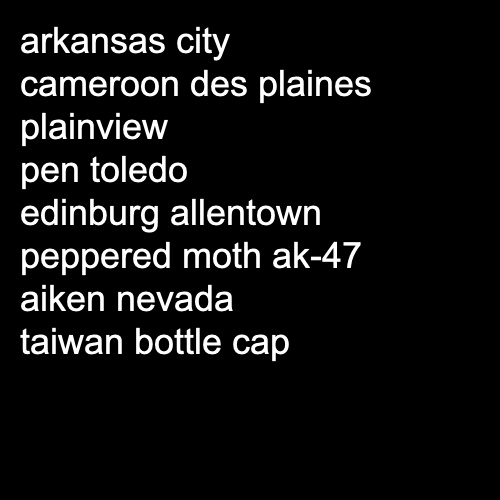 arkansas city
cameroon des plaines
plainview
pen toledo
edinburg allentown
peppered moth ak-47
aiken nevada
taiwan bottle cap